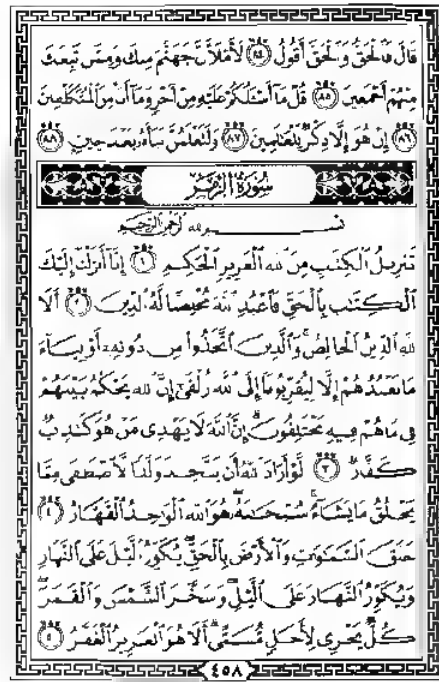 قَالَ فَٱلْحَقُّ وَٱلْحَقَّ أَقُولُ ٨٤ لَأَمْلَأَنَّ جَهَنَّمَ مِنكَ وَمِمَّن تَبِعَكَ
مِنْهُمْ أَجْمَعِينَ ٨٥ قُلْ مَآ أَسْـَٔلُكُمْ عَلَيْهِ مِنْ أَجْرٍ وَمَآ أَنَا۠ مِنَ ٱلْمُتَكَلِّفِينَ
٨٦ إِنْ هُوَ إِلَّا ذِكْرٌ لِّلْعَٰلَمِينَ ٨٧ وَلَتَعْلَمُنَّ نَبَأَهُۥ بَعْدَ حِينٍۭ ٨٨
سُورَةُ الزُّمَر
بِسْمِ ٱللَّهِ ٱلرَّحْمَٰنِ ٱلرَّحِيمِ
تَنزِيلُ ٱلْكِتَٰبِ مِنَ ٱللَّهِ ٱلْعَزِيزِ ٱلْحَكِيمِ ١ إِنَّآ أَنزَلْنَآ إِلَيْكَ
ٱلْكِتَٰبَ بِٱلْحَقِّ فَٱعْبُدِ ٱللَّهَ مُخْلِصًا لَّهُ ٱلدِّينَ ٢ أَلَا
لِلَّهِ ٱلدِّينُ ٱلْخَالِصُ وَٱلَّذِينَ ٱتَّخَذُوا۟ مِن دُونِهِۦٓ أَوْلِيَآءَ
مَا نَعْبُدُهُمْ إِلَّا لِيُقَرِّبُونَآ إِلَى ٱللَّهِ زُلْفَىٰٓ إِنَّ ٱللَّهَ يَحْكُمُ بَيْنَهُمْ
فِى مَا هُمْ فِيهِ يَخْتَلِفُونَ إِنَّ ٱللَّهَ لَا يَهْدِى مَنْ هُوَ كَٰذِبٌ
كَفَّارٌ ٣ لَّوْ أَرَادَ ٱللَّهُ أَن يَتَّخِذَ وَلَدًا لَّٱصْطَفَىٰ مِمَّا
يَخْلُقُ مَا يَشَآءُ سُبْحَٰنَهُۥ هُوَ ٱللَّهُ ٱلْوَٰحِدُ ٱلْقَهَّارُ ٤
خَلَقَ ٱلسَّمَٰوَٰتِ وَٱلْأَرْضَ بِٱلْحَقِّ يُكَوِّرُ ٱلَّيْلَ عَلَى ٱلنَّهَارِ
وَيُكَوِّرُ ٱلنَّهَارَ عَلَى ٱلَّيْلِ وَسَخَّرَ ٱلشَّمْسَ وَٱلْقَمَرَ
كُلٌّ يَجْرِى لِأَجَلٍ مُّسَمًّى أَلَا هُوَ ٱلْعَزِيزُ ٱلْغَفَّٰرُ ٥
٤٥٨